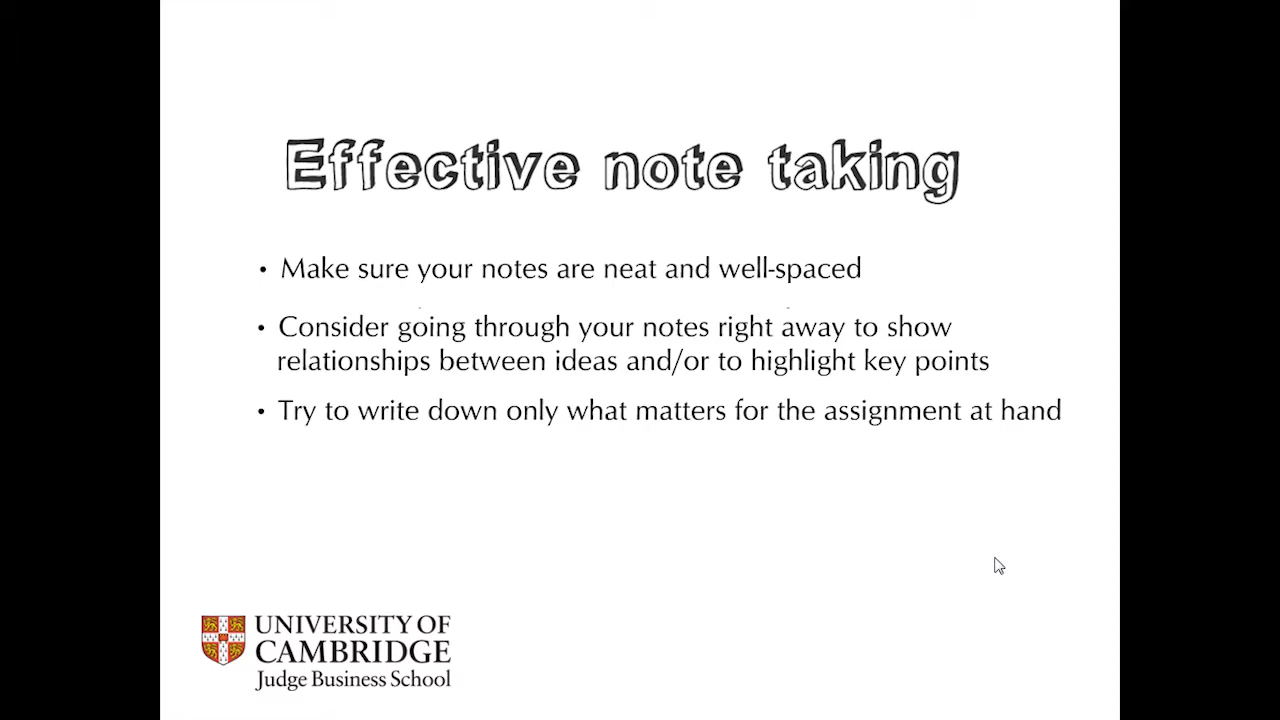 Effective note taking
• Make sure your notes are neat and well-spaced
• Consider going through your notes right away to show
relationships between ideas and/or to highlight key points
• Try to write down only what matters for the assignment at hand
UNIVERSITY OF
CAMBRIDGE
Judge Business School